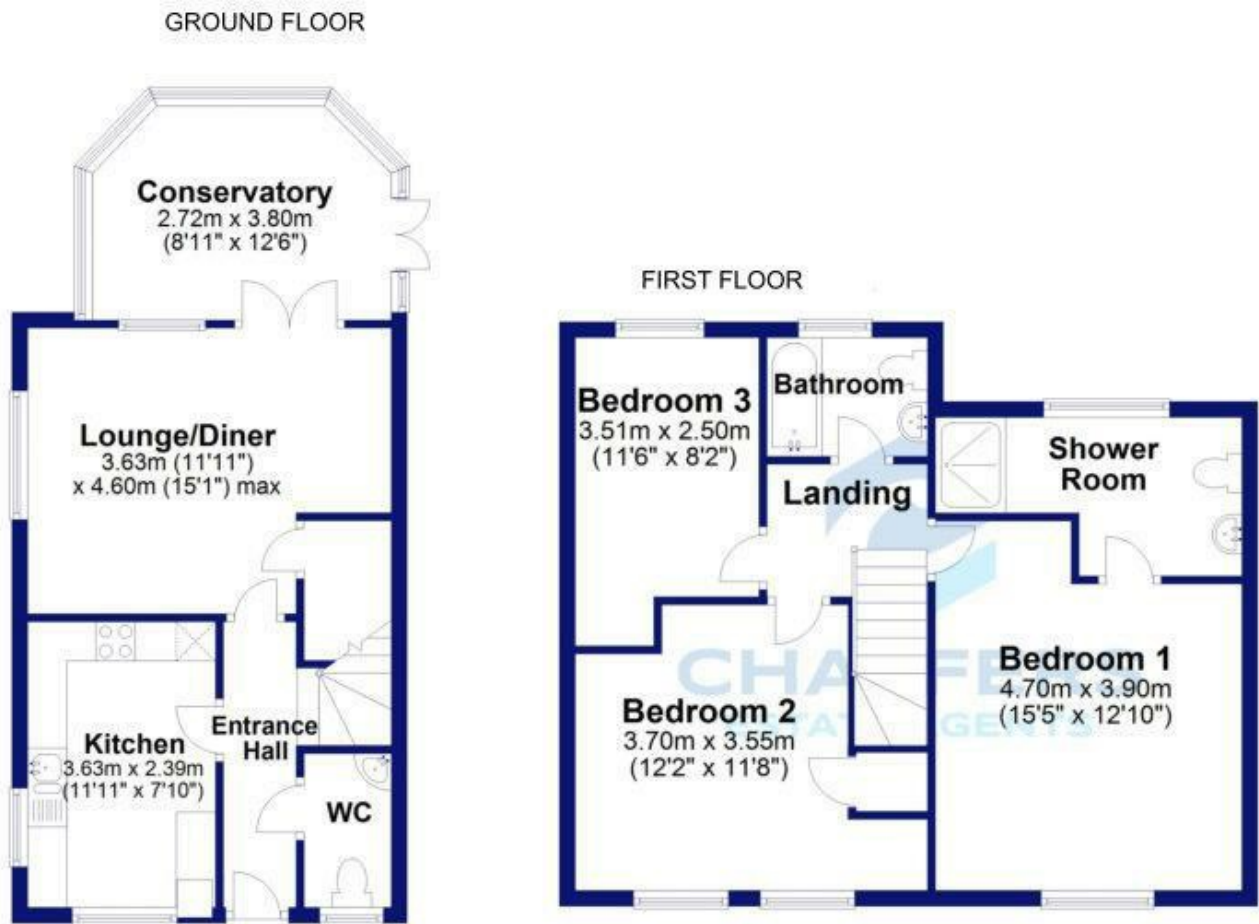 GROUND FLOOR
Conservatory
2.72m x 3.80m
(8'11" x 12'6")
Lounge/Diner
3.63m (11'11")
x 4.60m (15'1") max
Kitchen
3.63m x 2.39m
(11'11" x 7'10")
Entrance
Hall
WC
FIRST FLOOR
Bedroom 3
3.51m x 2.50m
(11'6" x 8'2")
Bathroom
Landing
Shower
Room
Bedroom 2
3.70m x 3.55m
(12'2" x 11'8")
Bedroom 1
4.70m x 3.90m
(15'5" x 12'10")